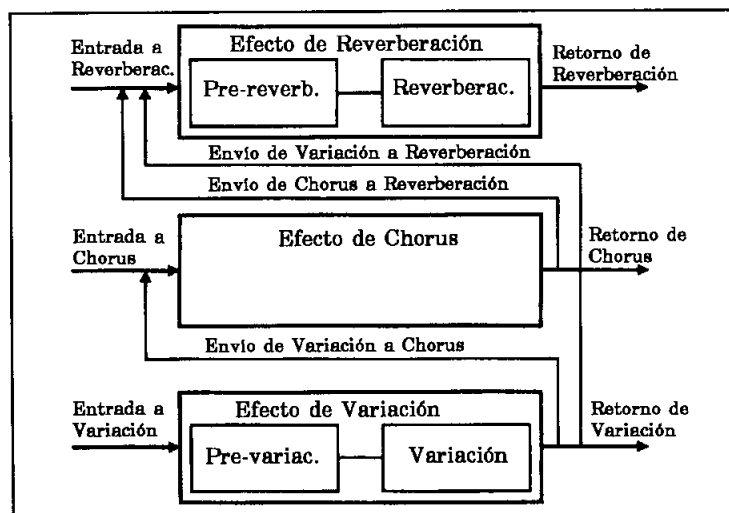 Entrada a
Reverberac.
Efecto de Reverberación
Pre-reverb.
Reverberac.
Retorno de
Reverberación
Envío de Variación a Reverberación
Envío de Chorus a Reverberación
Entrada a
Chorus
Efecto de Chorus
Retorno de
Chorus
Envío de Variación a Chorus
Entrada a
Variación
Efecto de Variación
Pre-variac.
Variación
Retorno de
Variación